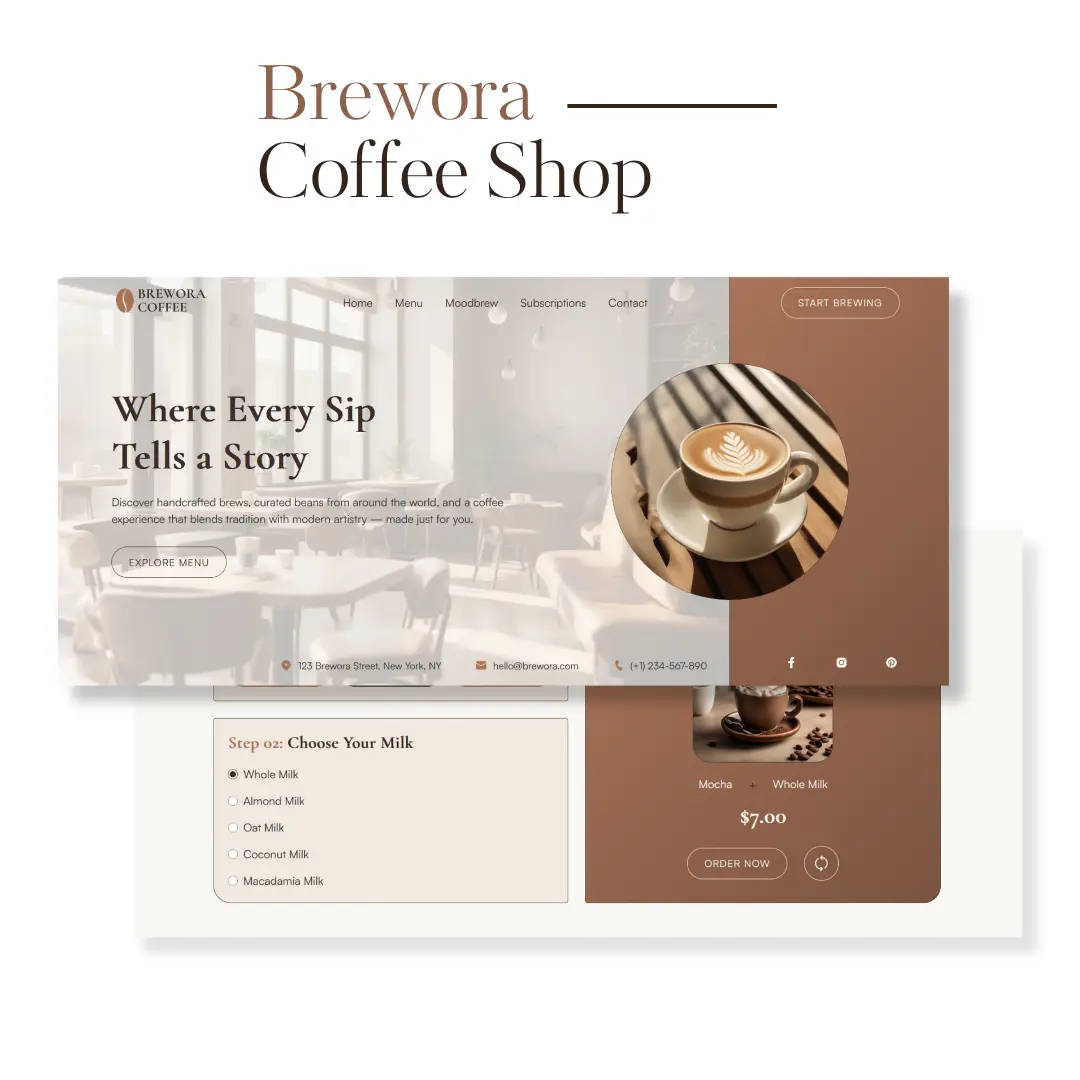 Brewora
Coffee Shop
BREWORA
COFFEE
Home
Menu
Moodbrew
Subscriptions
Contact
START BREWING
Where Every Sip
Tells a Story
Discover handcrafted brews, curated beans from around the world, and a coffee
experience that blends tradition with modern artistry — made just for you.
EXPLORE MENU
123 Brewora Street, New York, NY
hello@brewora.com
(+1) 234-567-890
Step 02: Choose Your Milk
Whole Milk
Almond Milk
Oat Milk
Coconut Milk
Macadamia Milk
Mocha + Whole Milk
$7.00
ORDER NOW